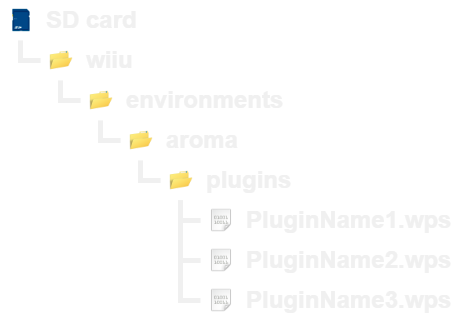 SD card
wiiu
environments
aroma
plugins
PluginName1.wps
PluginName2.wps
PluginName3.wps